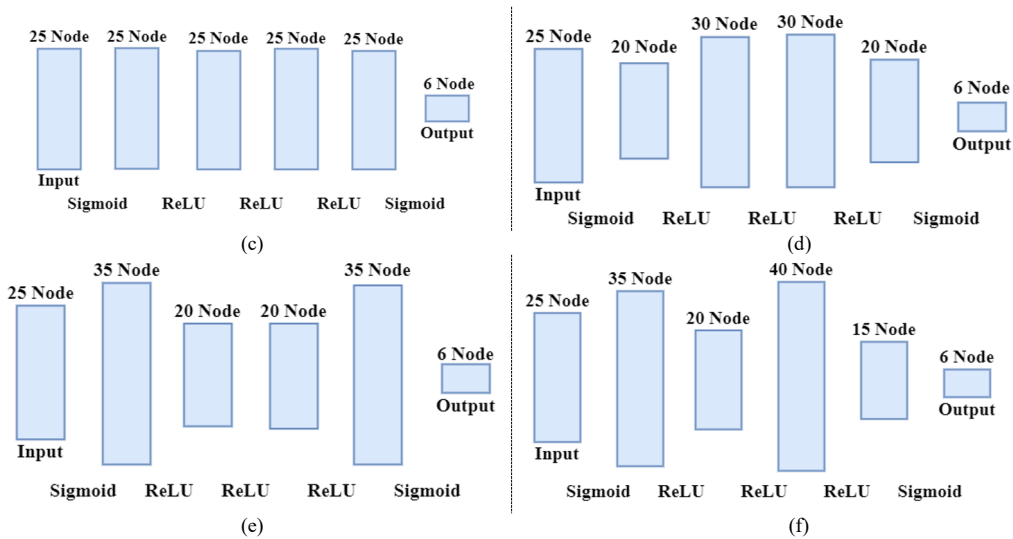 25 Node 25 Node 25 Node 25 Node 25 Node
6 Node
Output
Input
Sigmoid ReLU ReLU ReLU Sigmoid
(c)
25 Node 20 Node 30 Node 30 Node 20 Node
6 Node
Output
Input
Sigmoid ReLU ReLU ReLU Sigmoid
(d)
25 Node 35 Node 20 Node 20 Node 35 Node
6 Node
Output
Input
Sigmoid ReLU ReLU ReLU Sigmoid
(e)
25 Node 35 Node 20 Node 40 Node 15 Node
6 Node
Output
Input
Sigmoid ReLU ReLU ReLU Sigmoid
(f)